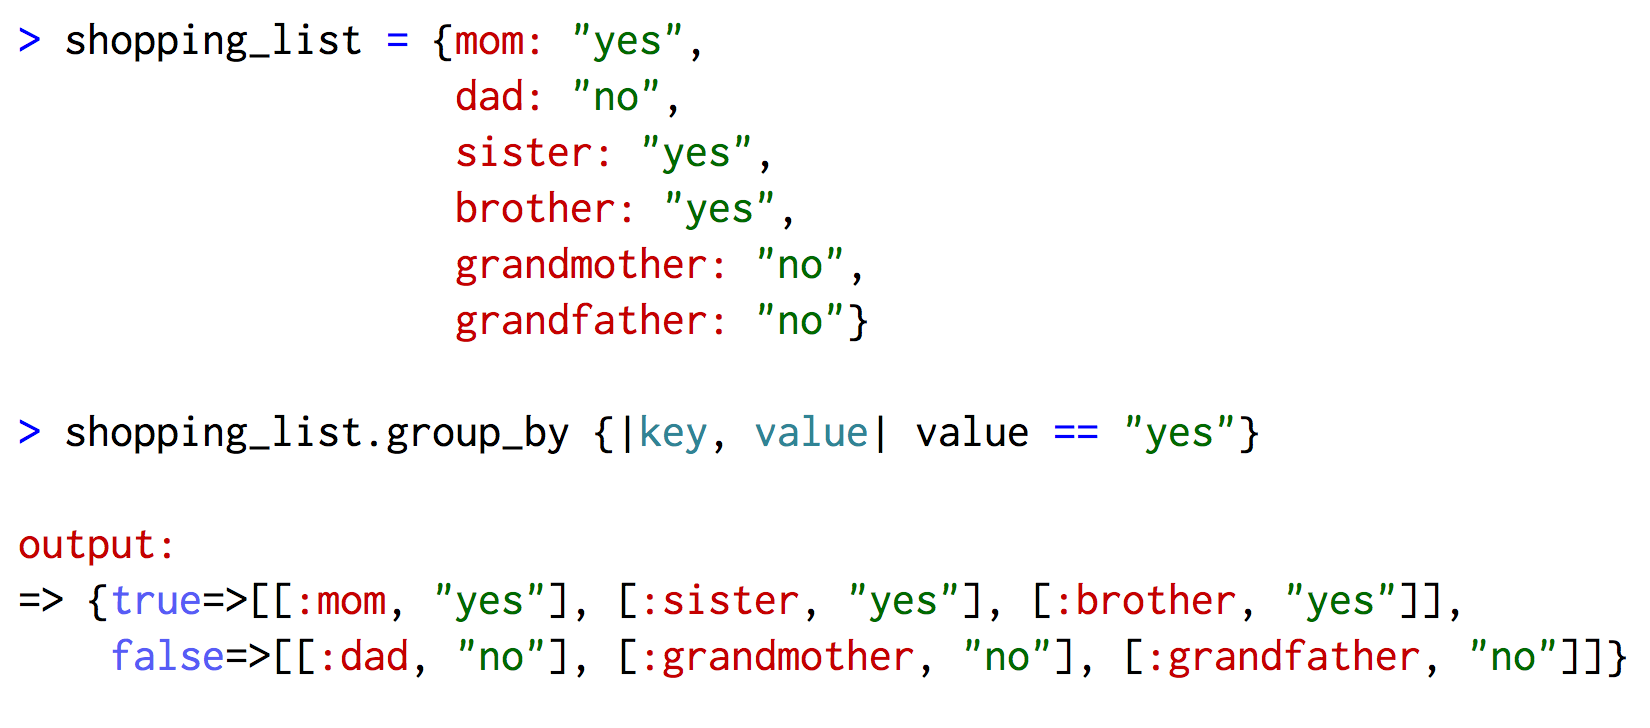 > shopping_list = {mom: "yes",
dad: "no",
sister: "yes",
brother: "yes",
grandmother: "no",
grandfather: "no"}
> shopping_list.group_by {|key, value| value == "yes"}
output:
=> {true=>[[:mom, "yes"], [:sister, "yes"], [:brother, "yes"]],
false=>[[:dad, "no"], [:grandmother, "no"], [:grandfather, "no"]]}